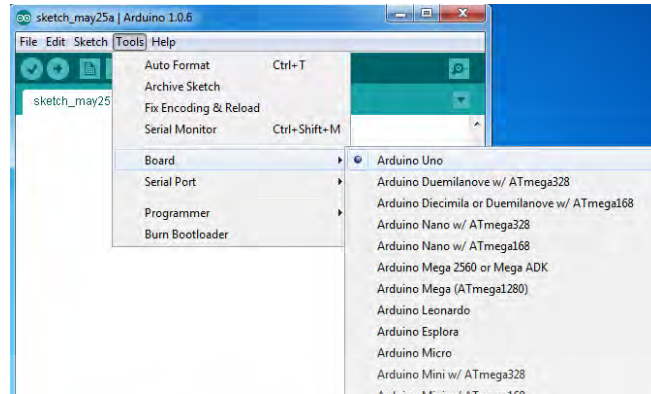 sketch_may25a | Arduino 1.0.6
File Edit Sketch Tools Help
sketch_may25
Auto Format Ctrl+T
Archive Sketch
Fix Encoding & Reload
Serial Monitor Ctrl+Shift+M
Board
Serial Port
Programmer
Burn Bootloader
Arduino Uno
Arduino Duemilanove w/ ATmega328
Arduino Diecimila or Duemilanove w/ ATmega168
Arduino Nano w/ ATmega328
Arduino Nano w/ ATmega168
Arduino Mega 2560 or Mega ADK
Arduino Mega (ATmega1280)
Arduino Leonardo
Arduino Esplora
Arduino Micro
Arduino Mini w/ ATmega328